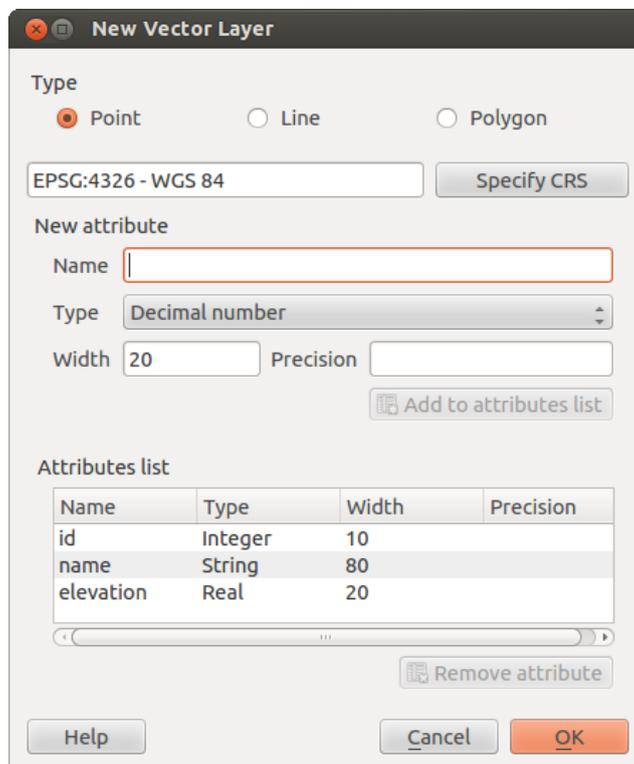 New Vector Layer
Type
Point Line Polygon
EPSG:4326 - WGS 84 Specify CRS
New attribute
Name
Type Decimal number
Width 20 Precision
Add to attributes list
Attributes list
Name Type Width Precision
id Integer 10
name String 80
elevation Real 20
Remove attribute
Help Cancel OK